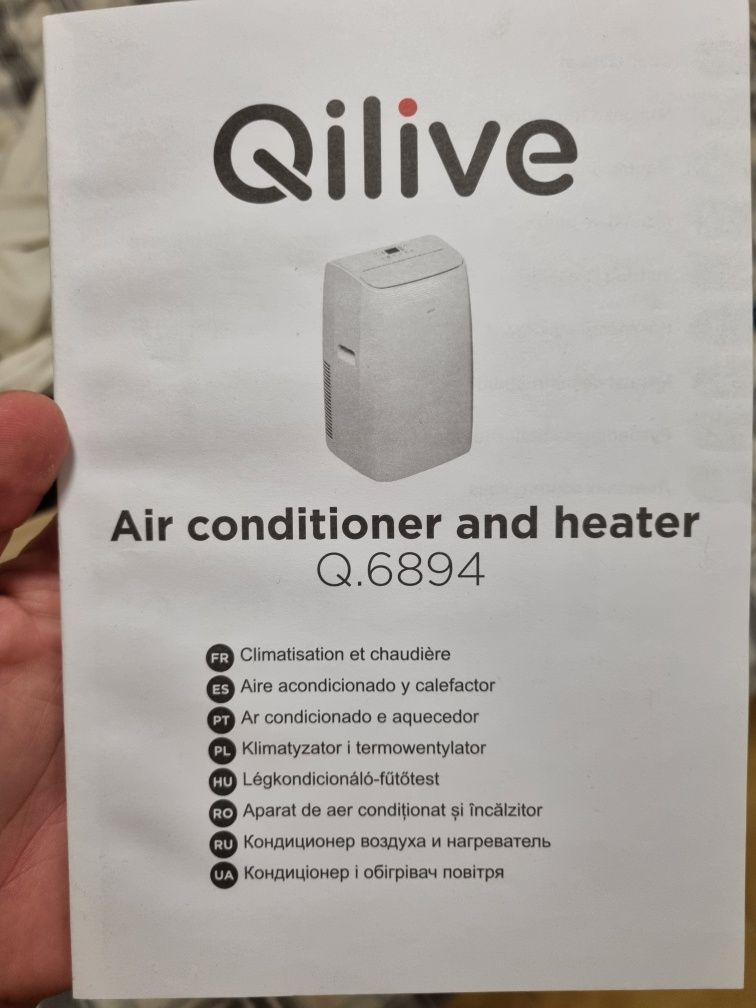 Qilive
Air conditioner and heater
Q.6894
FR Climatisation et chaudière
ES Aire acondicionado y calefactor
PT Ar condicionado e aquecedor
PL Klimatyzator i termowentylator
HU Légkondicionáló-fűtőtest
RO Aparat de aer condiționat și încălzitor
RU Кондиционер воздуха и нагреватель
UA Кондиціонер і обігрівач повітря